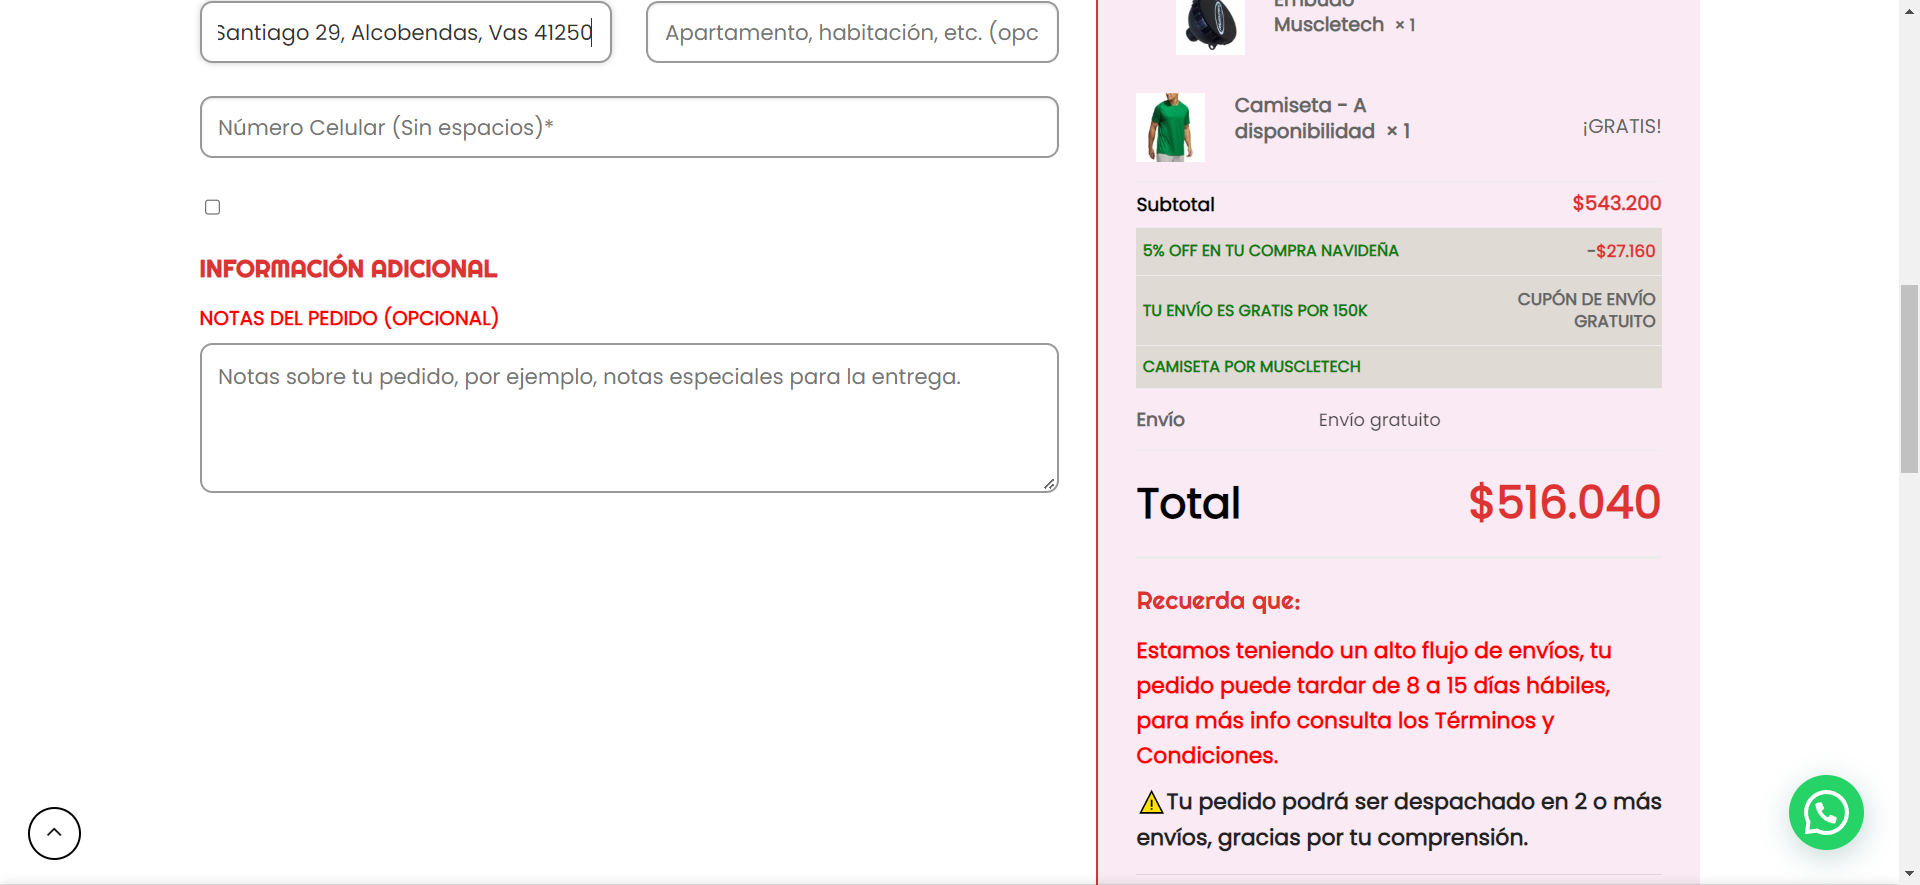 Santiago 29, Alcobendas, Vas 41250
Apartamento, habitación, etc. (opc
Número Celular (Sin espacios)*
INFORMACIÓN ADICIONAL
NOTAS DEL PEDIDO (OPCIONAL)
Notas sobre tu pedido, por ejemplo, notas especiales para la entrega.
Embudo
Muscletech × 1
Camiseta - A
disponibilidad × 1
¡GRATIS!
Subtotal $543.200
5% OFF EN TU COMPRA NAVIDEÑA -$27.160
TU ENVÍO ES GRATIS POR 150K
CUPÓN DE ENVÍO
GRATUITO
CAMISETA POR MUSCLETECH
Envío Envío gratuito
Total $516.040
Recuerda que:
Estamos teniendo un alto flujo de envíos, tu
pedido puede tardar de 8 a 15 días hábiles,
para más info consulta los Términos y
Condiciones.
⚠️Tu pedido podrá ser despachado en 2 o más
envíos, gracias por tu comprensión.